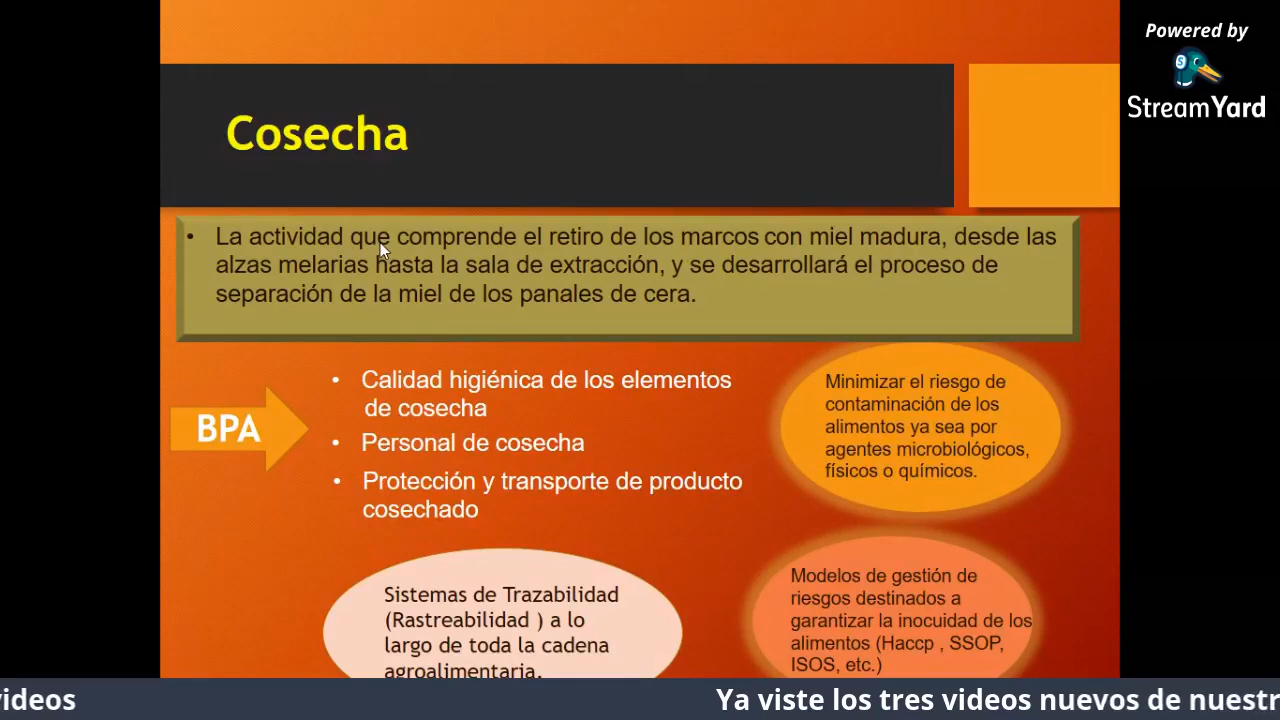 Powered by
StreamYard
Cosecha
• La actividad que comprende el retiro de los marcos con miel madura, desde las
alzas melarias hasta la sala de extracción, y se desarrollará el proceso de
separación de la miel de los panales de cera.
BPA
• Calidad higiénica de los elementos
de cosecha
• Personal de cosecha
• Protección y transporte de producto
cosechado
Minimizar el riesgo de
contaminación de los
alimentos ya sea por
agentes microbiológicos,
físicos o químicos.
Sistemas de Trazabilidad
(Rastreabilidad ) a lo
largo de toda la cadena
agroalimentaria.
Modelos de gestión de
riesgos destinados a
garantizar la inocuidad de los
alimentos (Haccp , SSOP,
ISOS, etc.)
videos
Ya viste los tres videos nuevos de nuestr